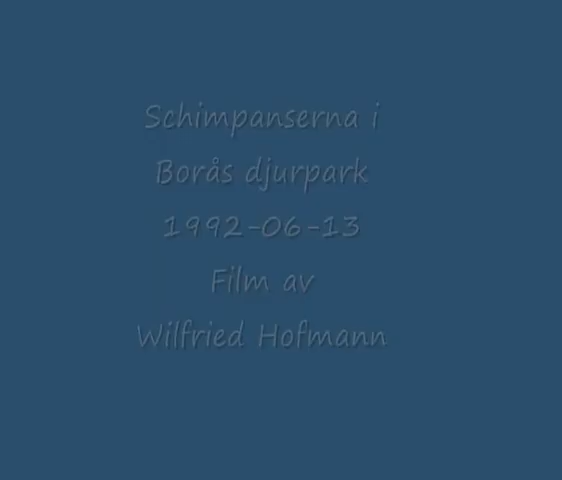 Schimpanserna i
Borås djurpark
1992-06-13
Film av
Wilfried Hofmann